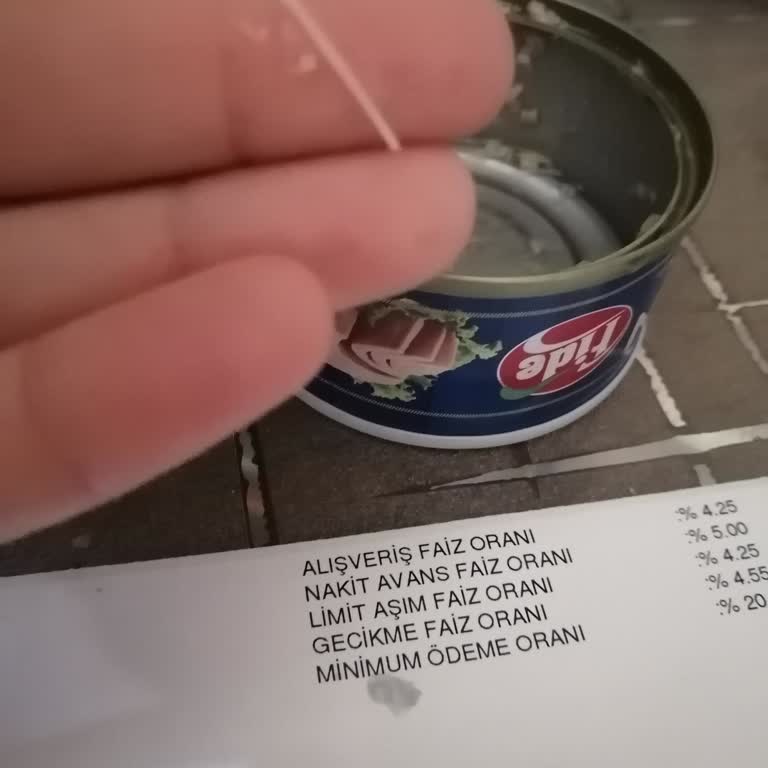 Fide
ALIŞVERİŞ FAİZ ORANI :% 4.25
NAKİT AVANS FAİZ ORANI :% 5.00
LİMİT AŞIM FAİZ ORANI :% 4.25
GECİKME FAİZ ORANI :% 4.55
MİNİMUM ÖDEME ORANI :% 20